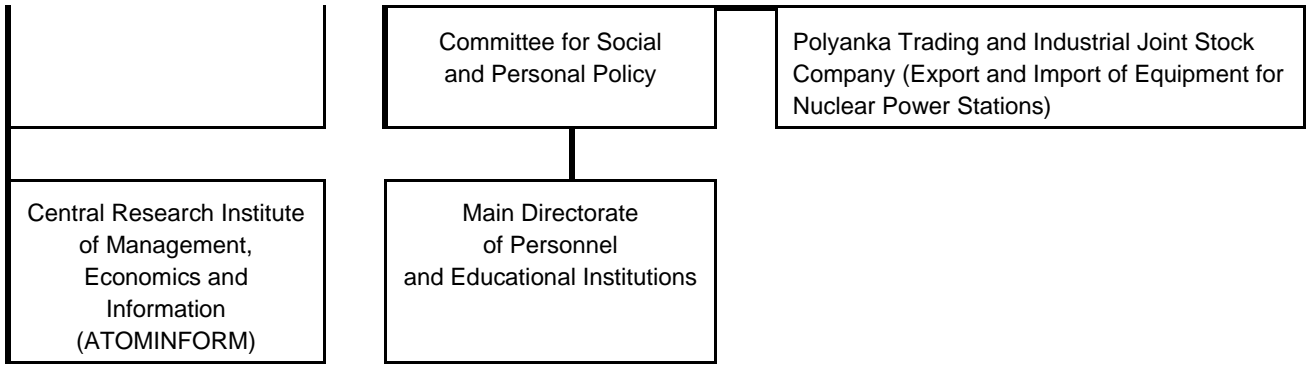 Committee for Social
and Personal Policy
Polyanka Trading and Industrial Joint Stock
Company (Export and Import of Equipment for
Nuclear Power Stations)
Central Research Institute
of Management,
Economics and
Information
(ATOMINFORM)
Main Directorate
of Personnel
and Educational Institutions